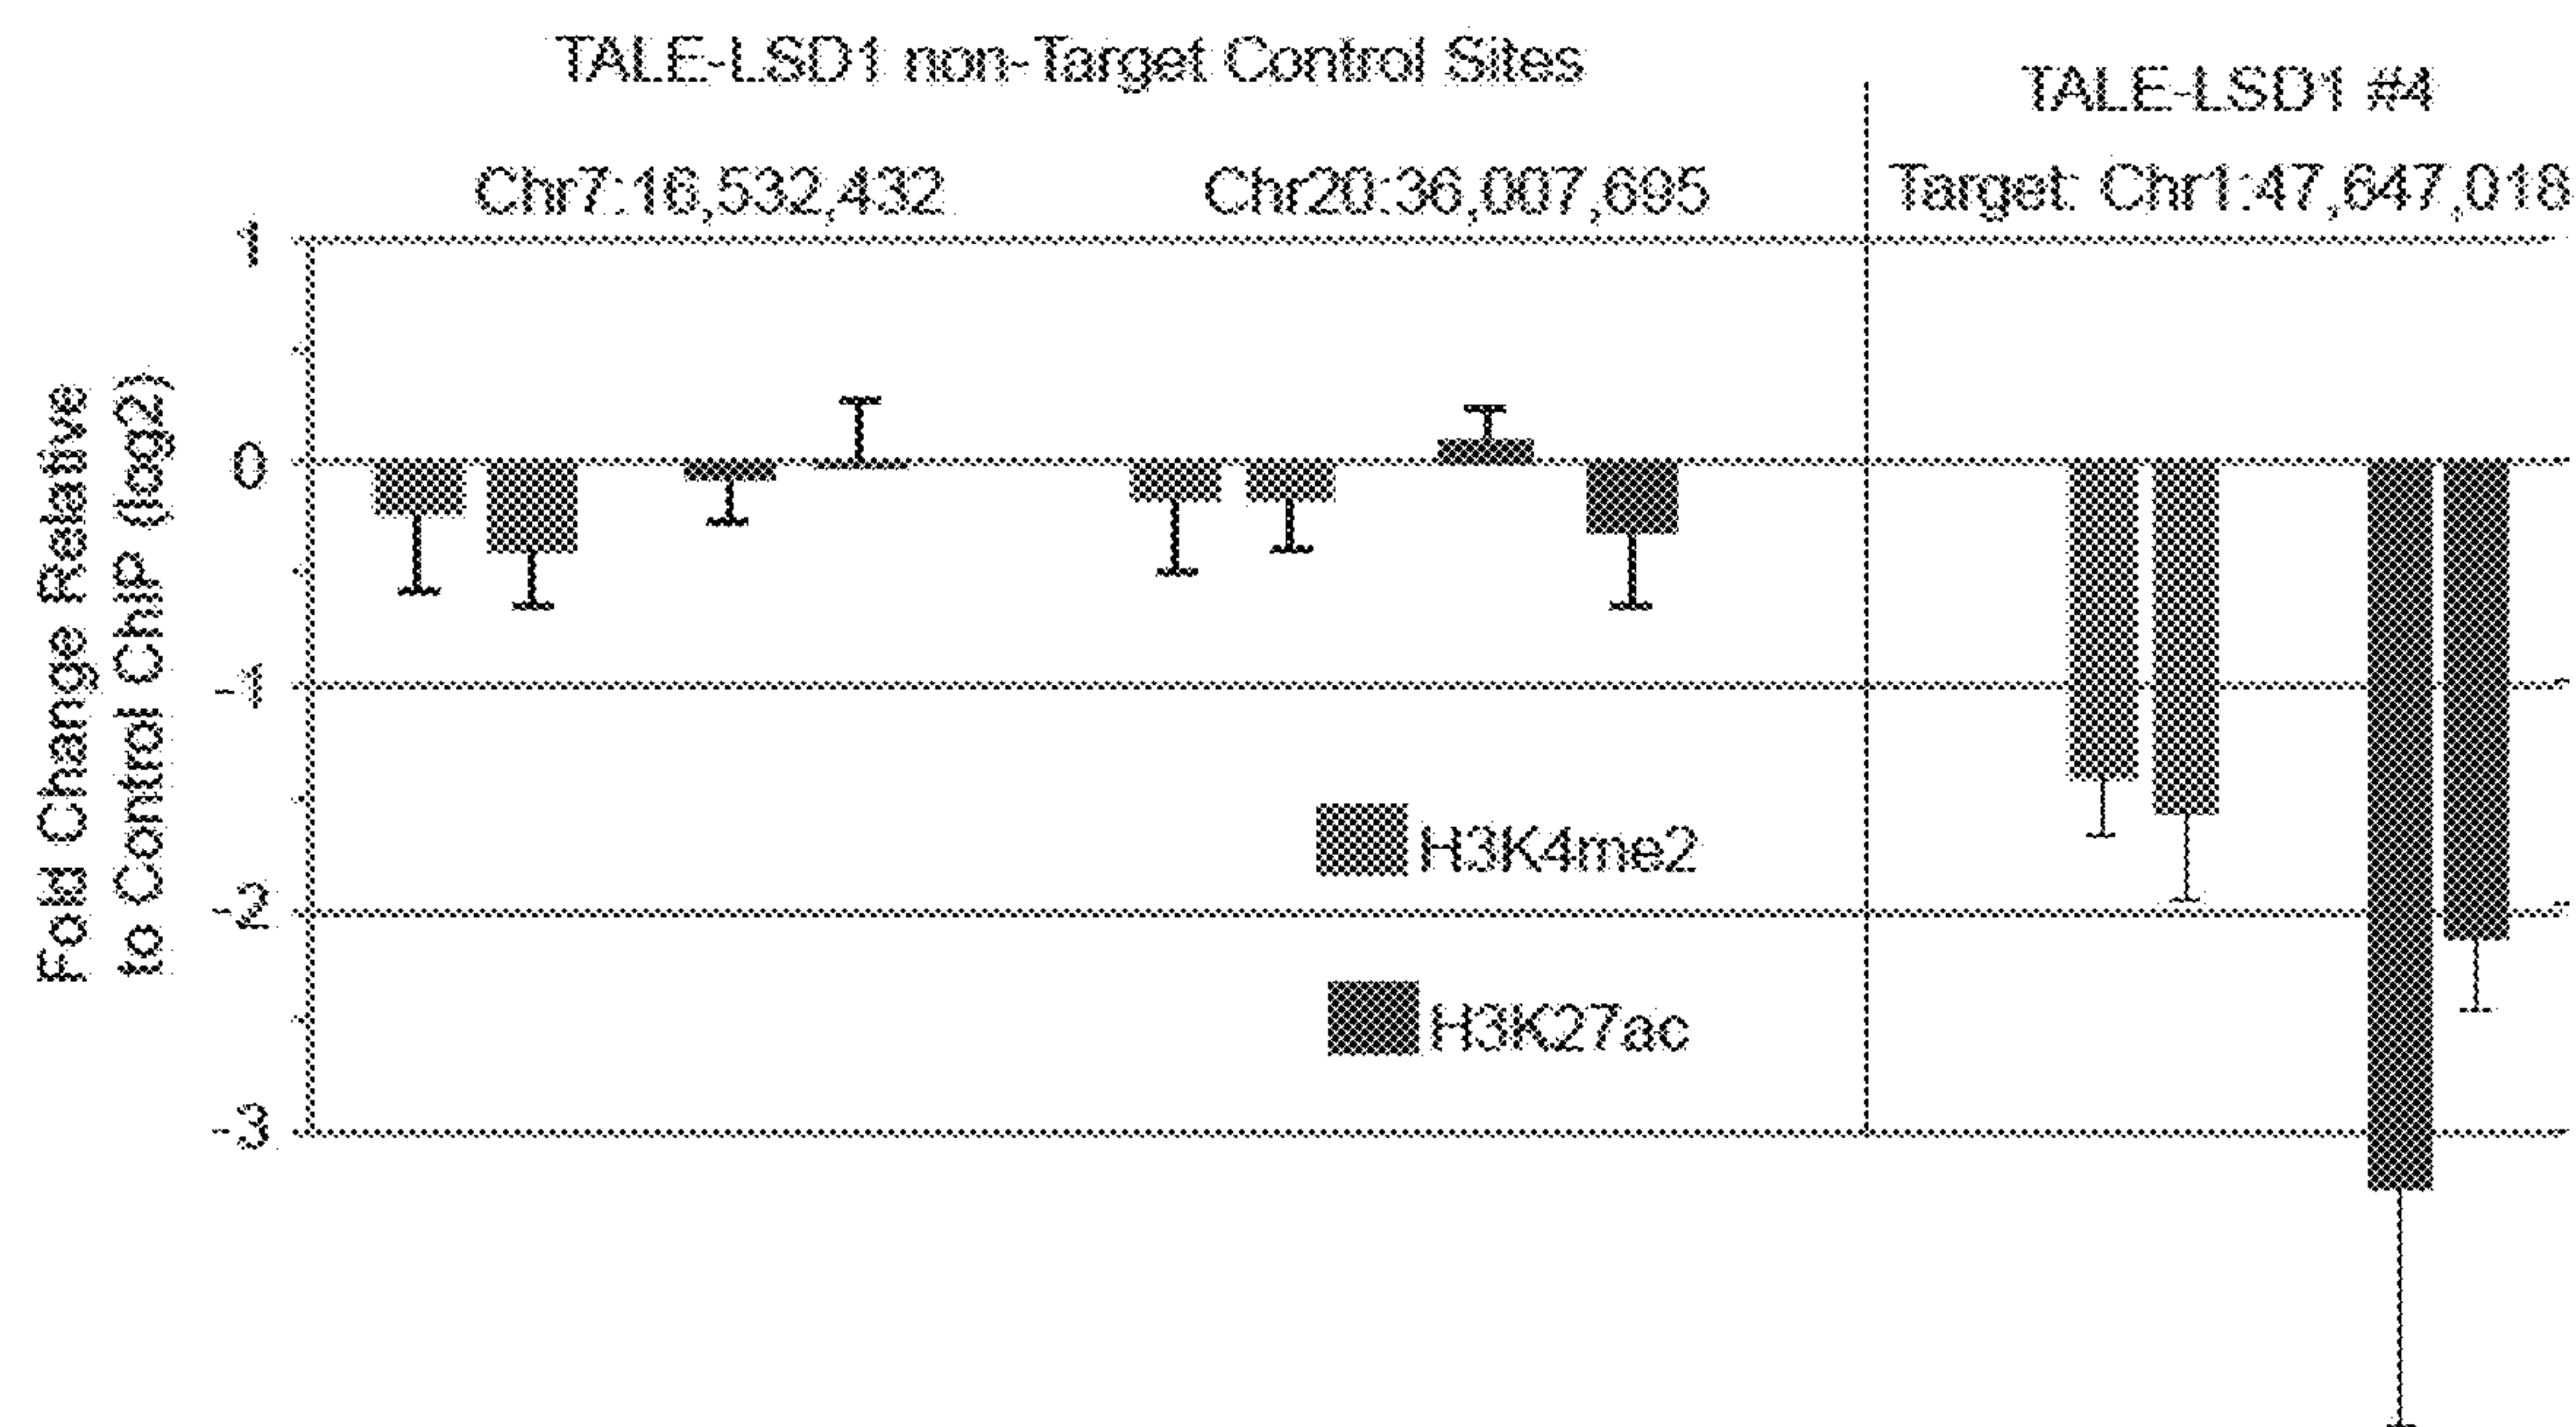 TALE-LSD1 non-Target Control Sites
TALE-LSD1 #4
Chr7:16,532,432
Chr20:36,007,695
Target: Chr1:47,647,018
1
0
-1
-2
-3
Fold Change Relative
to Control ChIP (log2)
H3K4me2
H3K27ac